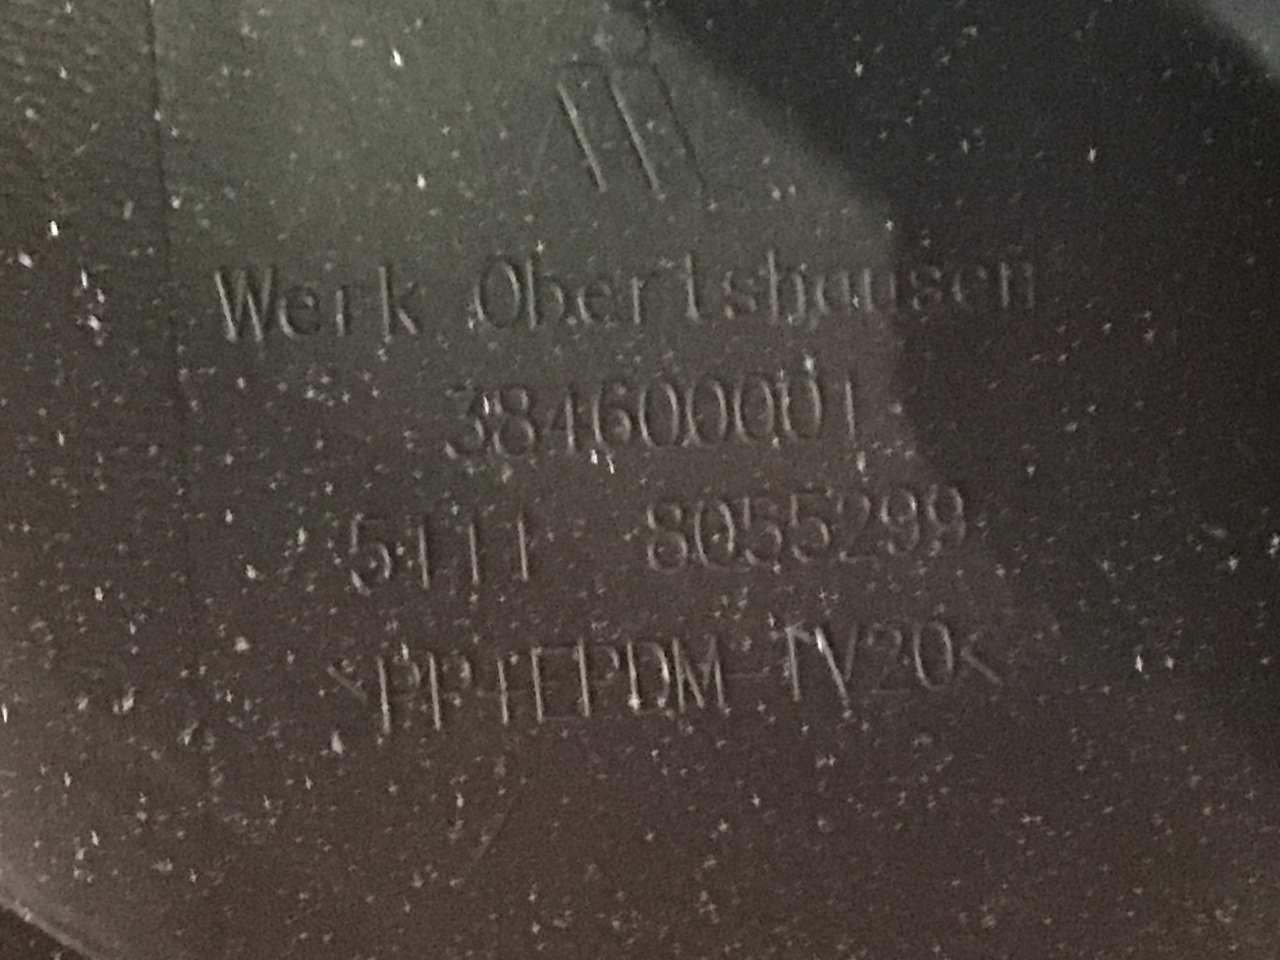 Werk Obertshausen
384600001
5111 8055299
>PP+EPDM-TV20<